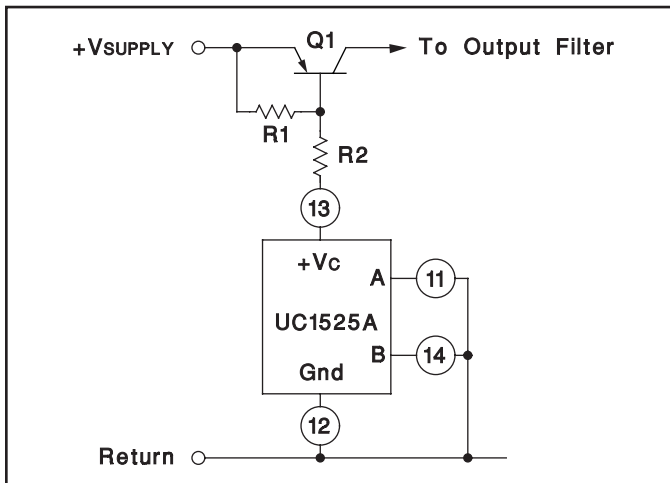 Q1
+VSUPPLY
To Output Filter
R1
R2
13
+VC
A
11
UC1525A
B
14
Gnd
12
Return